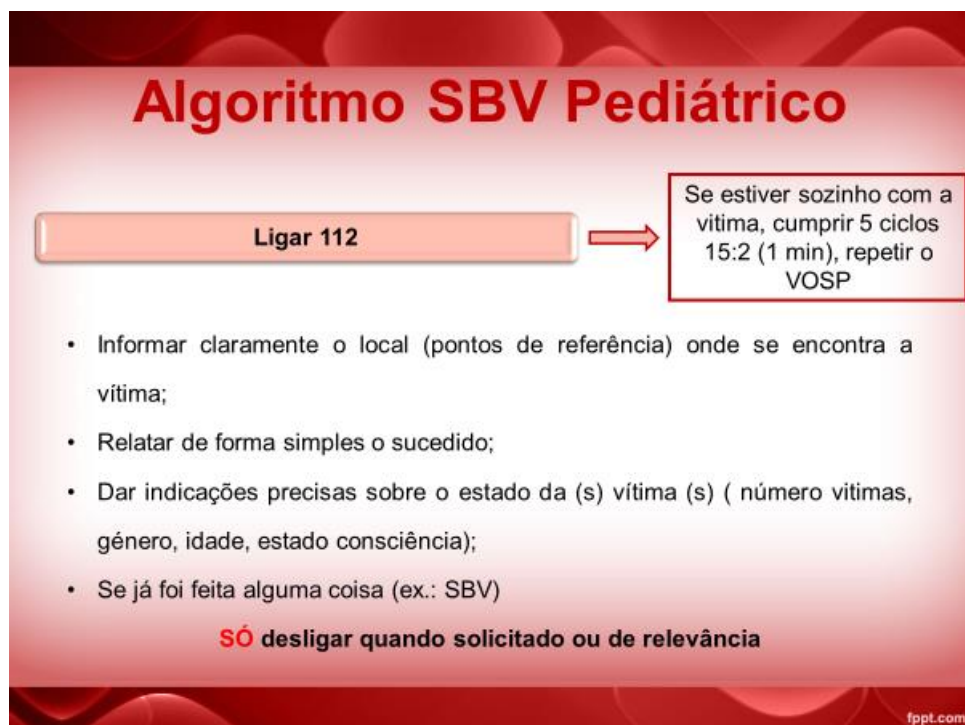 Algoritmo SBV Pediátrico
Ligar 112
Se estiver sozinho com a
vitima, cumprir 5 ciclos
15:2 (1 min), repetir o
VOSP
• Informar claramente o local (pontos de referência) onde se encontra a
vítima;
• Relatar de forma simples o sucedido;
• Dar indicações precisas sobre o estado da (s) vítima (s) ( número vitimas,
género, idade, estado consciência);
• Se já foi feita alguma coisa (ex.: SBV)
SÓ desligar quando solicitado ou de relevância
fppt.com